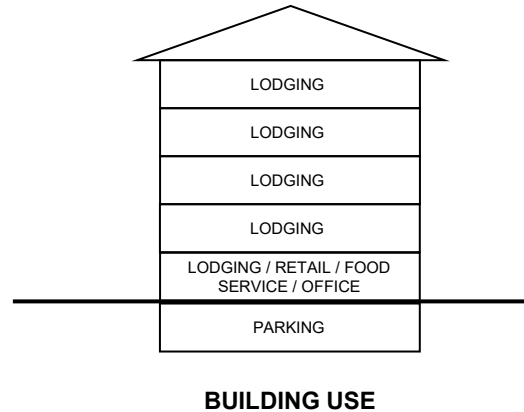 LODGING
LODGING
LODGING
LODGING
LODGING / RETAIL / FOOD
SERVICE / OFFICE
PARKING
BUILDING USE